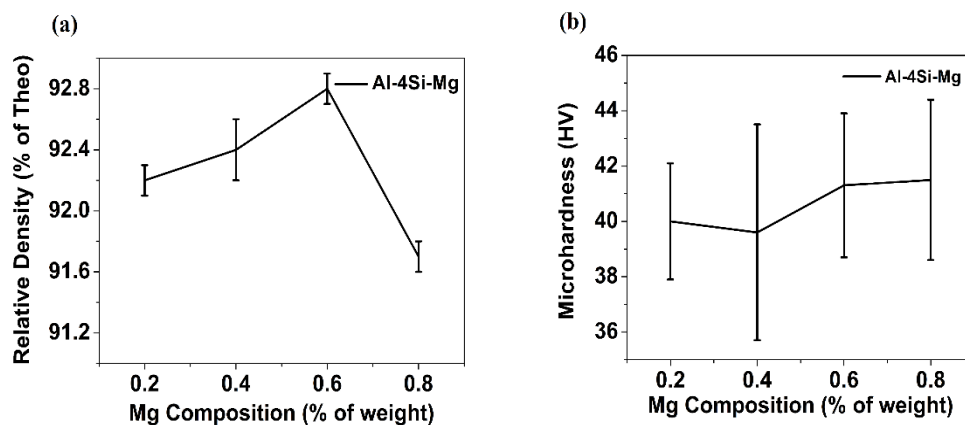 (a)
Al-4Si-Mg
Relative Density (% of Theo)
92.8
92.4
92.0
91.6
91.2
0.2 0.4 0.6 0.8
Mg Composition (% of weight)
(b)
Al-4Si-Mg
Microhardness (HV)
46
44
42
40
38
36
0.2 0.4 0.6 0.8
Mg Composition (% of weight)